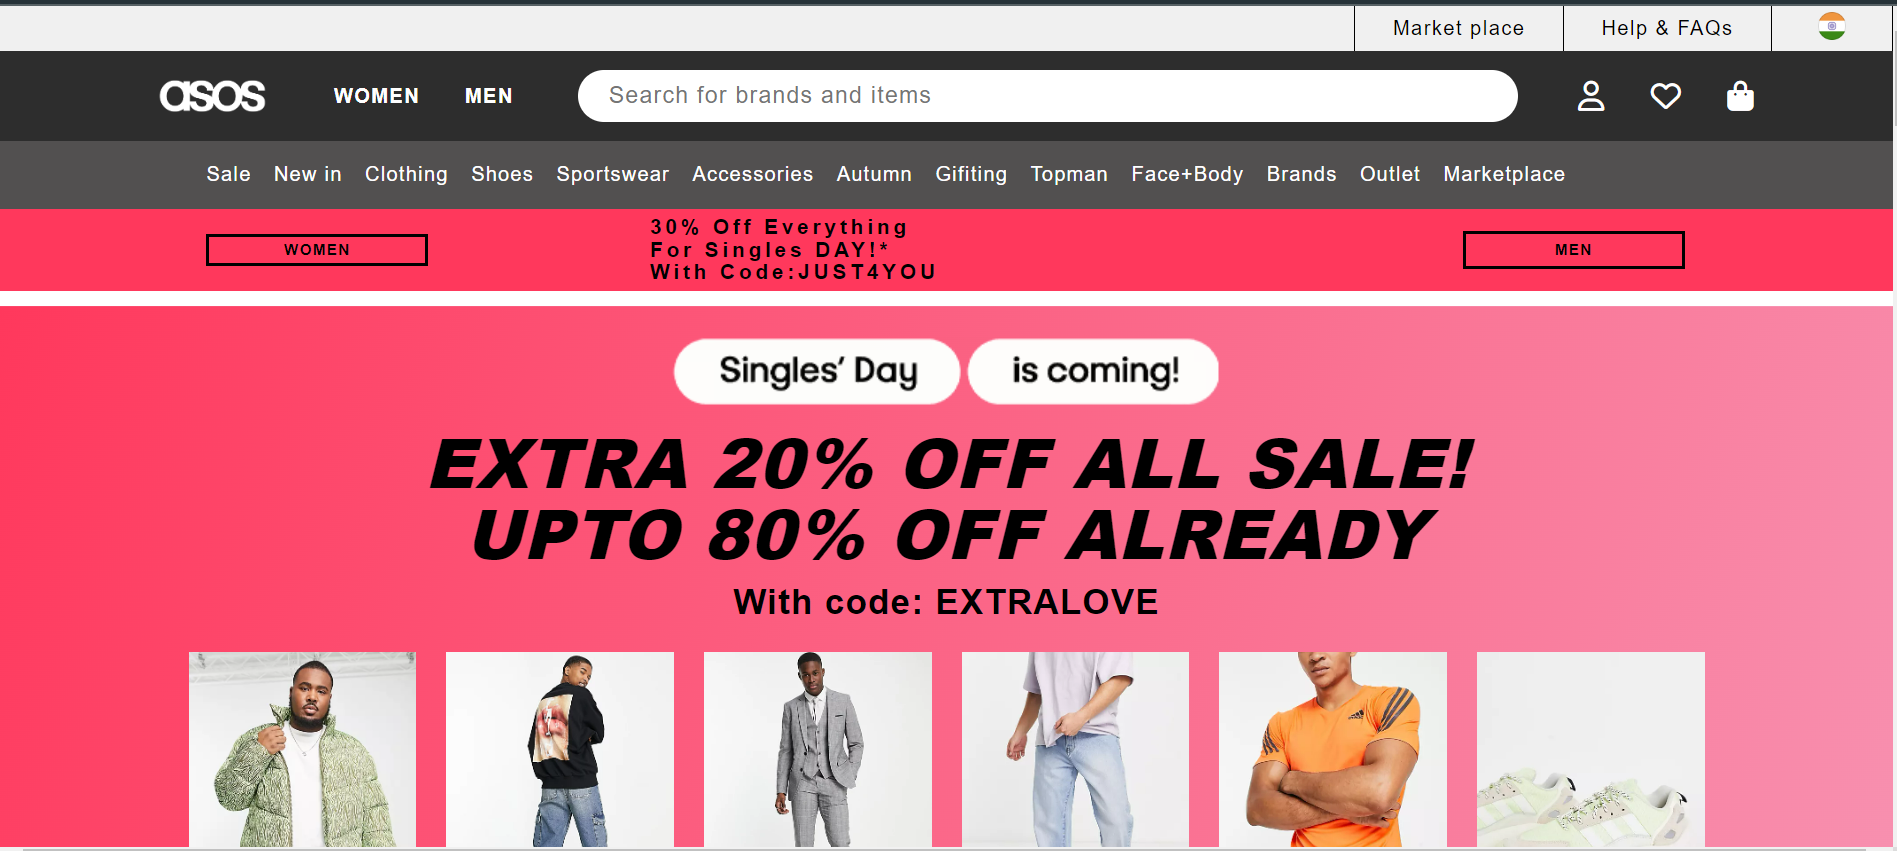 Market place Help & FAQs
asos WOMEN MEN Search for brands and items
Sale New in Clothing Shoes Sportswear Accessories Autumn Gifiting Topman Face+Body Brands Outlet Marketplace
WOMEN
30% Off Everything
For Singles DAY!*
With Code:JUST4YOU
MEN
Singles’ Day is coming!
EXTRA 20% OFF ALL SALE!
UPTO 80% OFF ALREADY
With code: EXTRALOVE